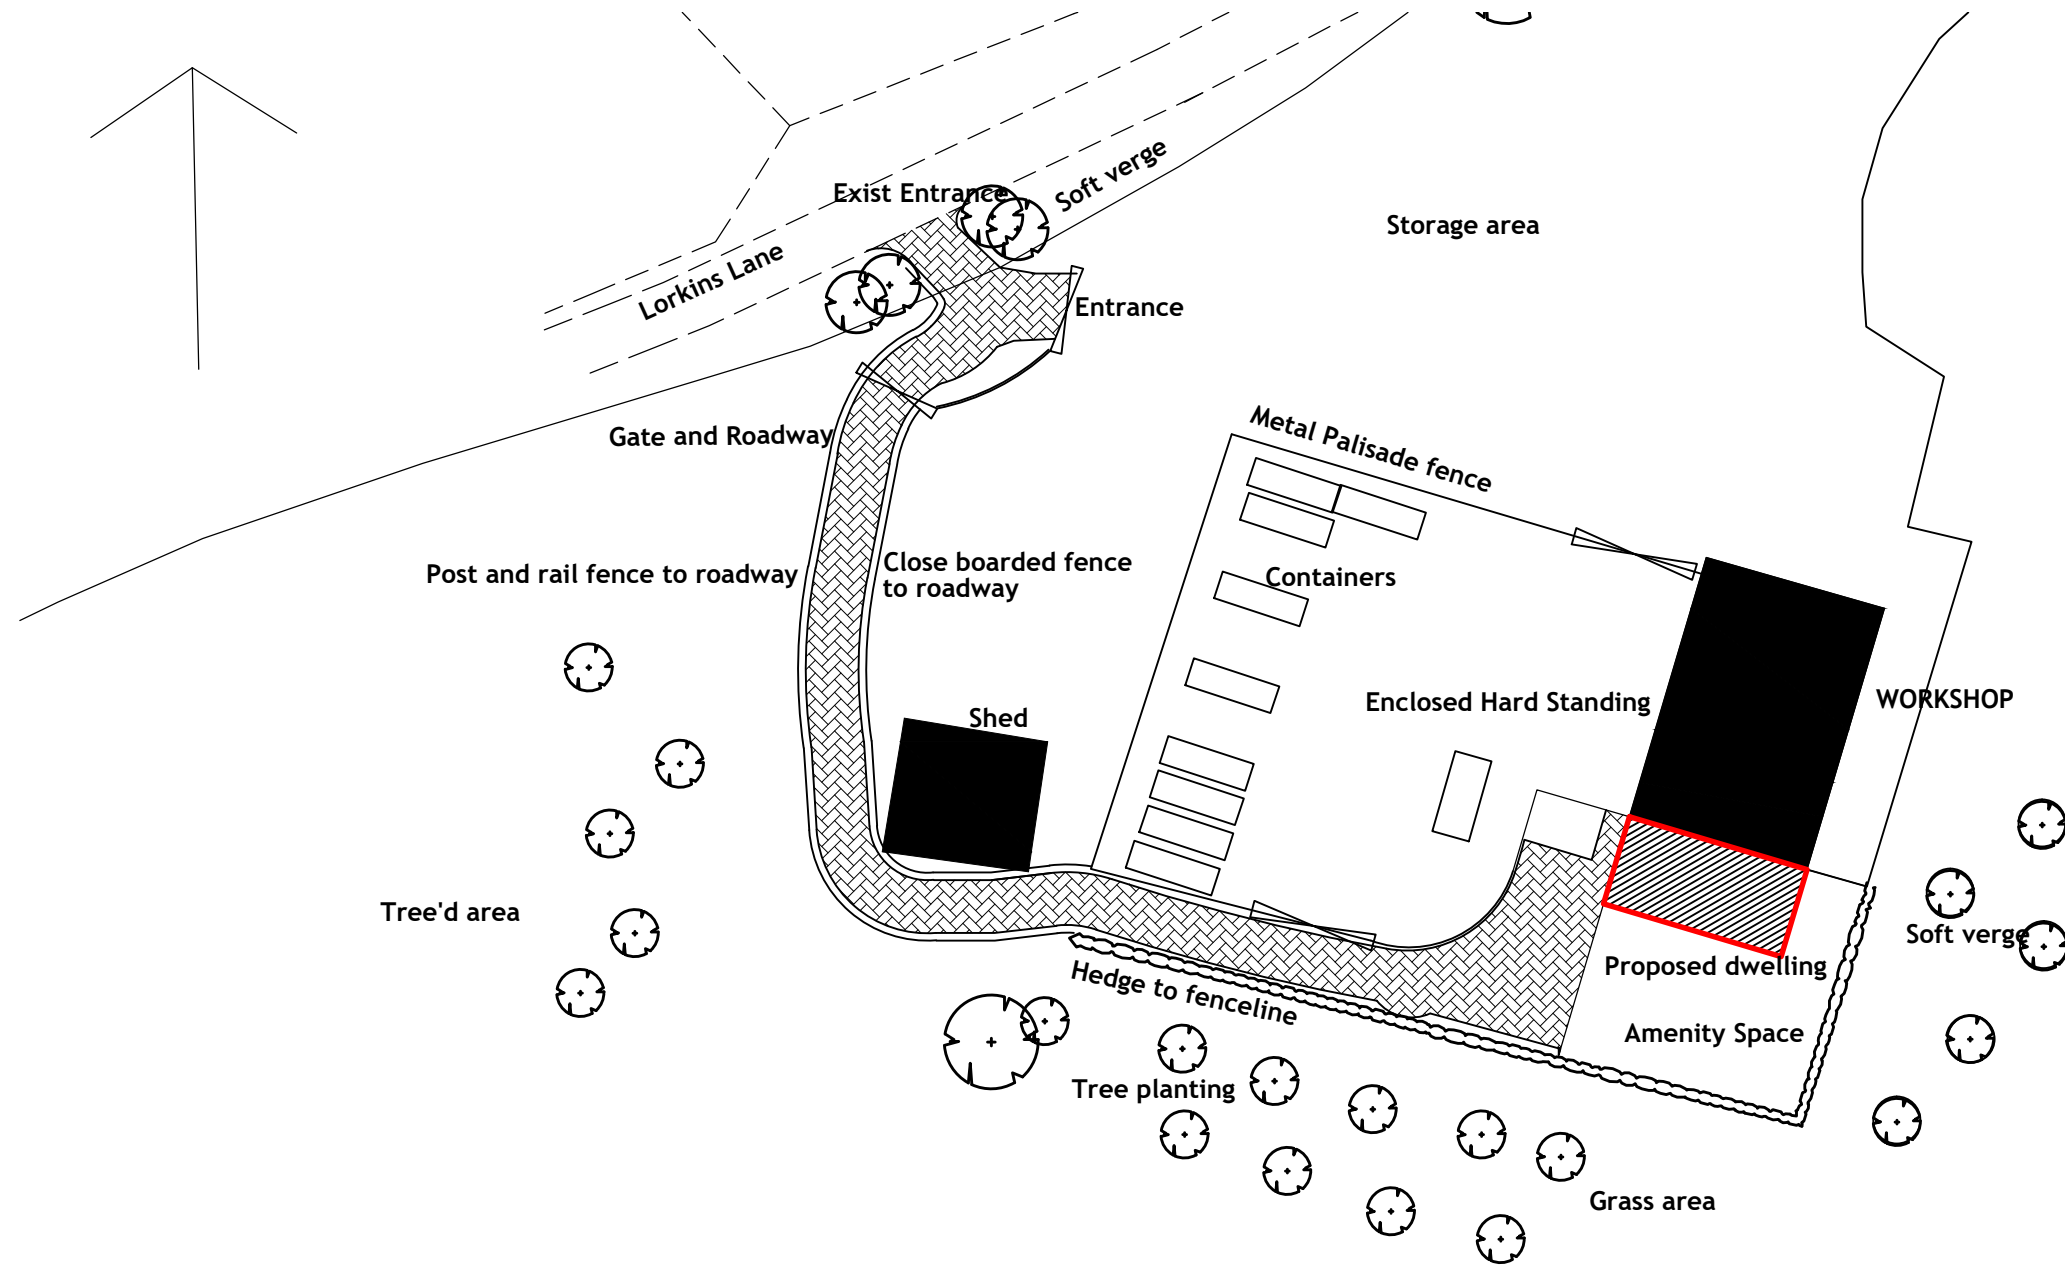 Exist Entrance
Soft verge
Storage area
Lorkins Lane
Entrance
Metal Palisade fence
Gate and Roadway
Post and rail fence to roadway
Close boarded fence
to roadway
Containers
Enclosed Hard Standing
WORKSHOP
Shed
Tree'd area
Soft verge
Proposed dwelling
Hedge to fenceline
Amenity Space
Tree planting
Grass area